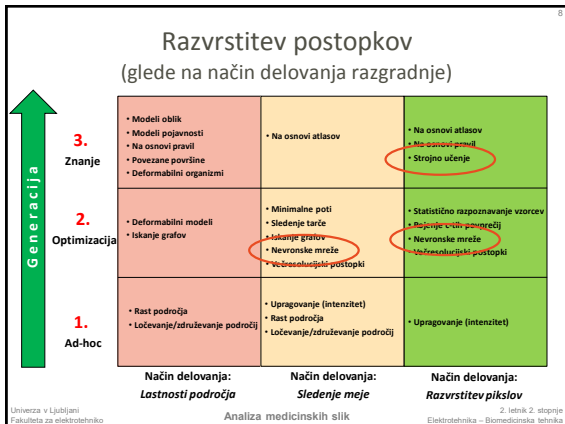 8
Razvrstitev postopkov
(glede na način delovanja razgradnje)
Generacija
3.
Znanje
• Modeli oblik
• Modeli pojavnosti
• Na osnovi pravil
• Povezane površine
• Deformabilni organizmi
• Na osnovi atlasov
• Na osnovi atlasov
• Na osnovi pravil
• Strojno učenje
2.
Optimizacija
• Deformabilni modeli
• Iskanje grafov
• Minimalne poti
• Sledenje tarče
• Iskanje grafov
• Nevronske mreže
• Večresolucijski postopki
• Statistično razpoznavanje vzorcev
• Rojenje c-tih povprečij
• Nevronske mreže
• Večresolucijski postopki
1.
Ad-hoc
• Rast področja
• Ločevanje/združevanje področij
• Upragovanje (intenzitet)
• Rast področja
• Ločevanje/združevanje področij
• Upragovanje (intenzitet)
Način delovanja:
Lastnosti področja
Način delovanja:
Sledenje meje
Način delovanja:
Razvrstitev pikslov
Univerza v Ljubljani
Fakulteta za elektrotehniko
Analiza medicinskih slik
2. letnik 2. stopnje
Elektrotehnika – Biomedicinska tehnika